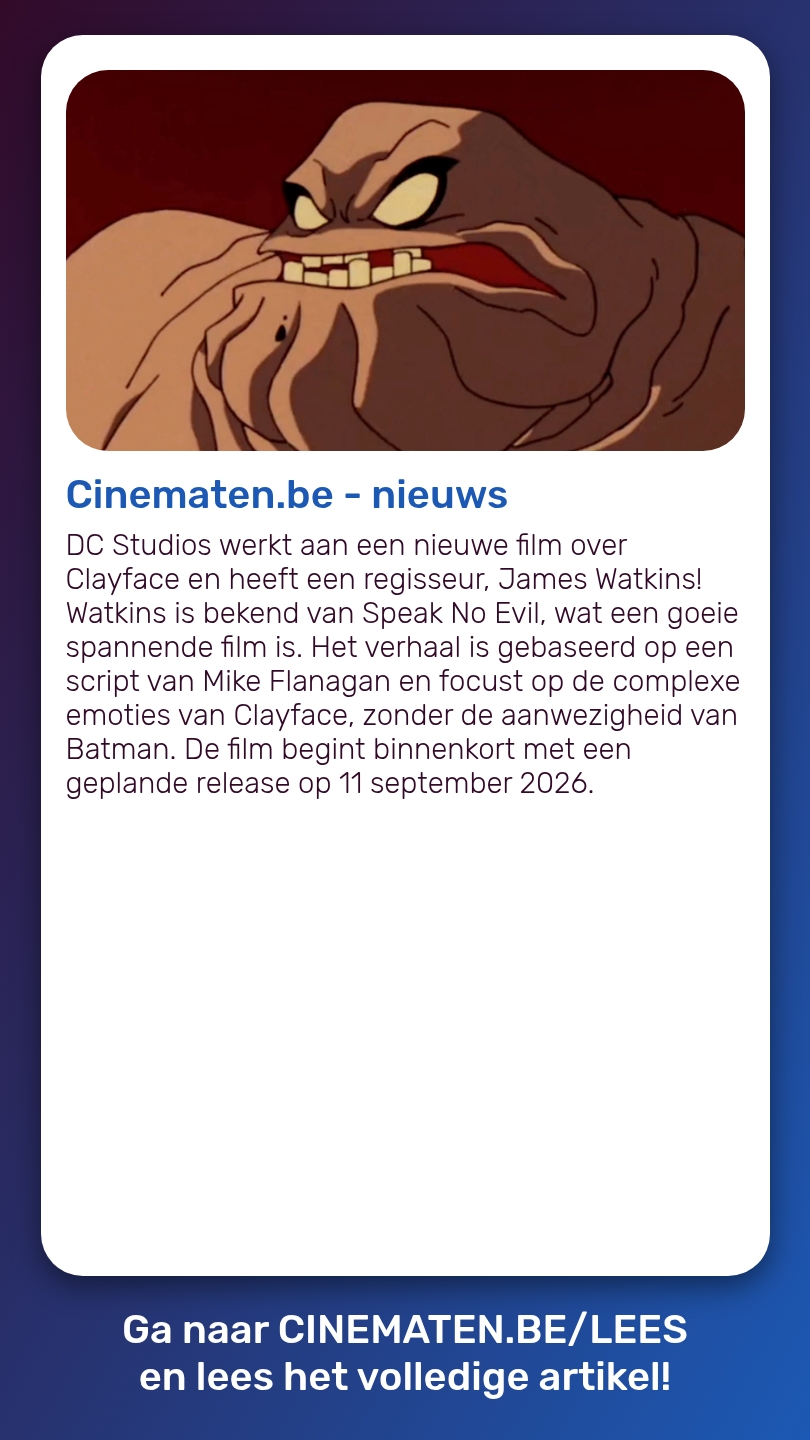 Cinematen.be - nieuws
DC Studios werkt aan een nieuwe film over
Clayface en heeft een regisseur, James Watkins!
Watkins is bekend van Speak No Evil, wat een goeie
spannende film is. Het verhaal is gebaseerd op een
script van Mike Flanagan en focust op de complexe
emoties van Clayface, zonder de aanwezigheid van
Batman. De film begint binnenkort met een
geplande release op 11 september 2026.
Ga naar CINEMATEN.BE/LEES
en lees het volledige artikel!